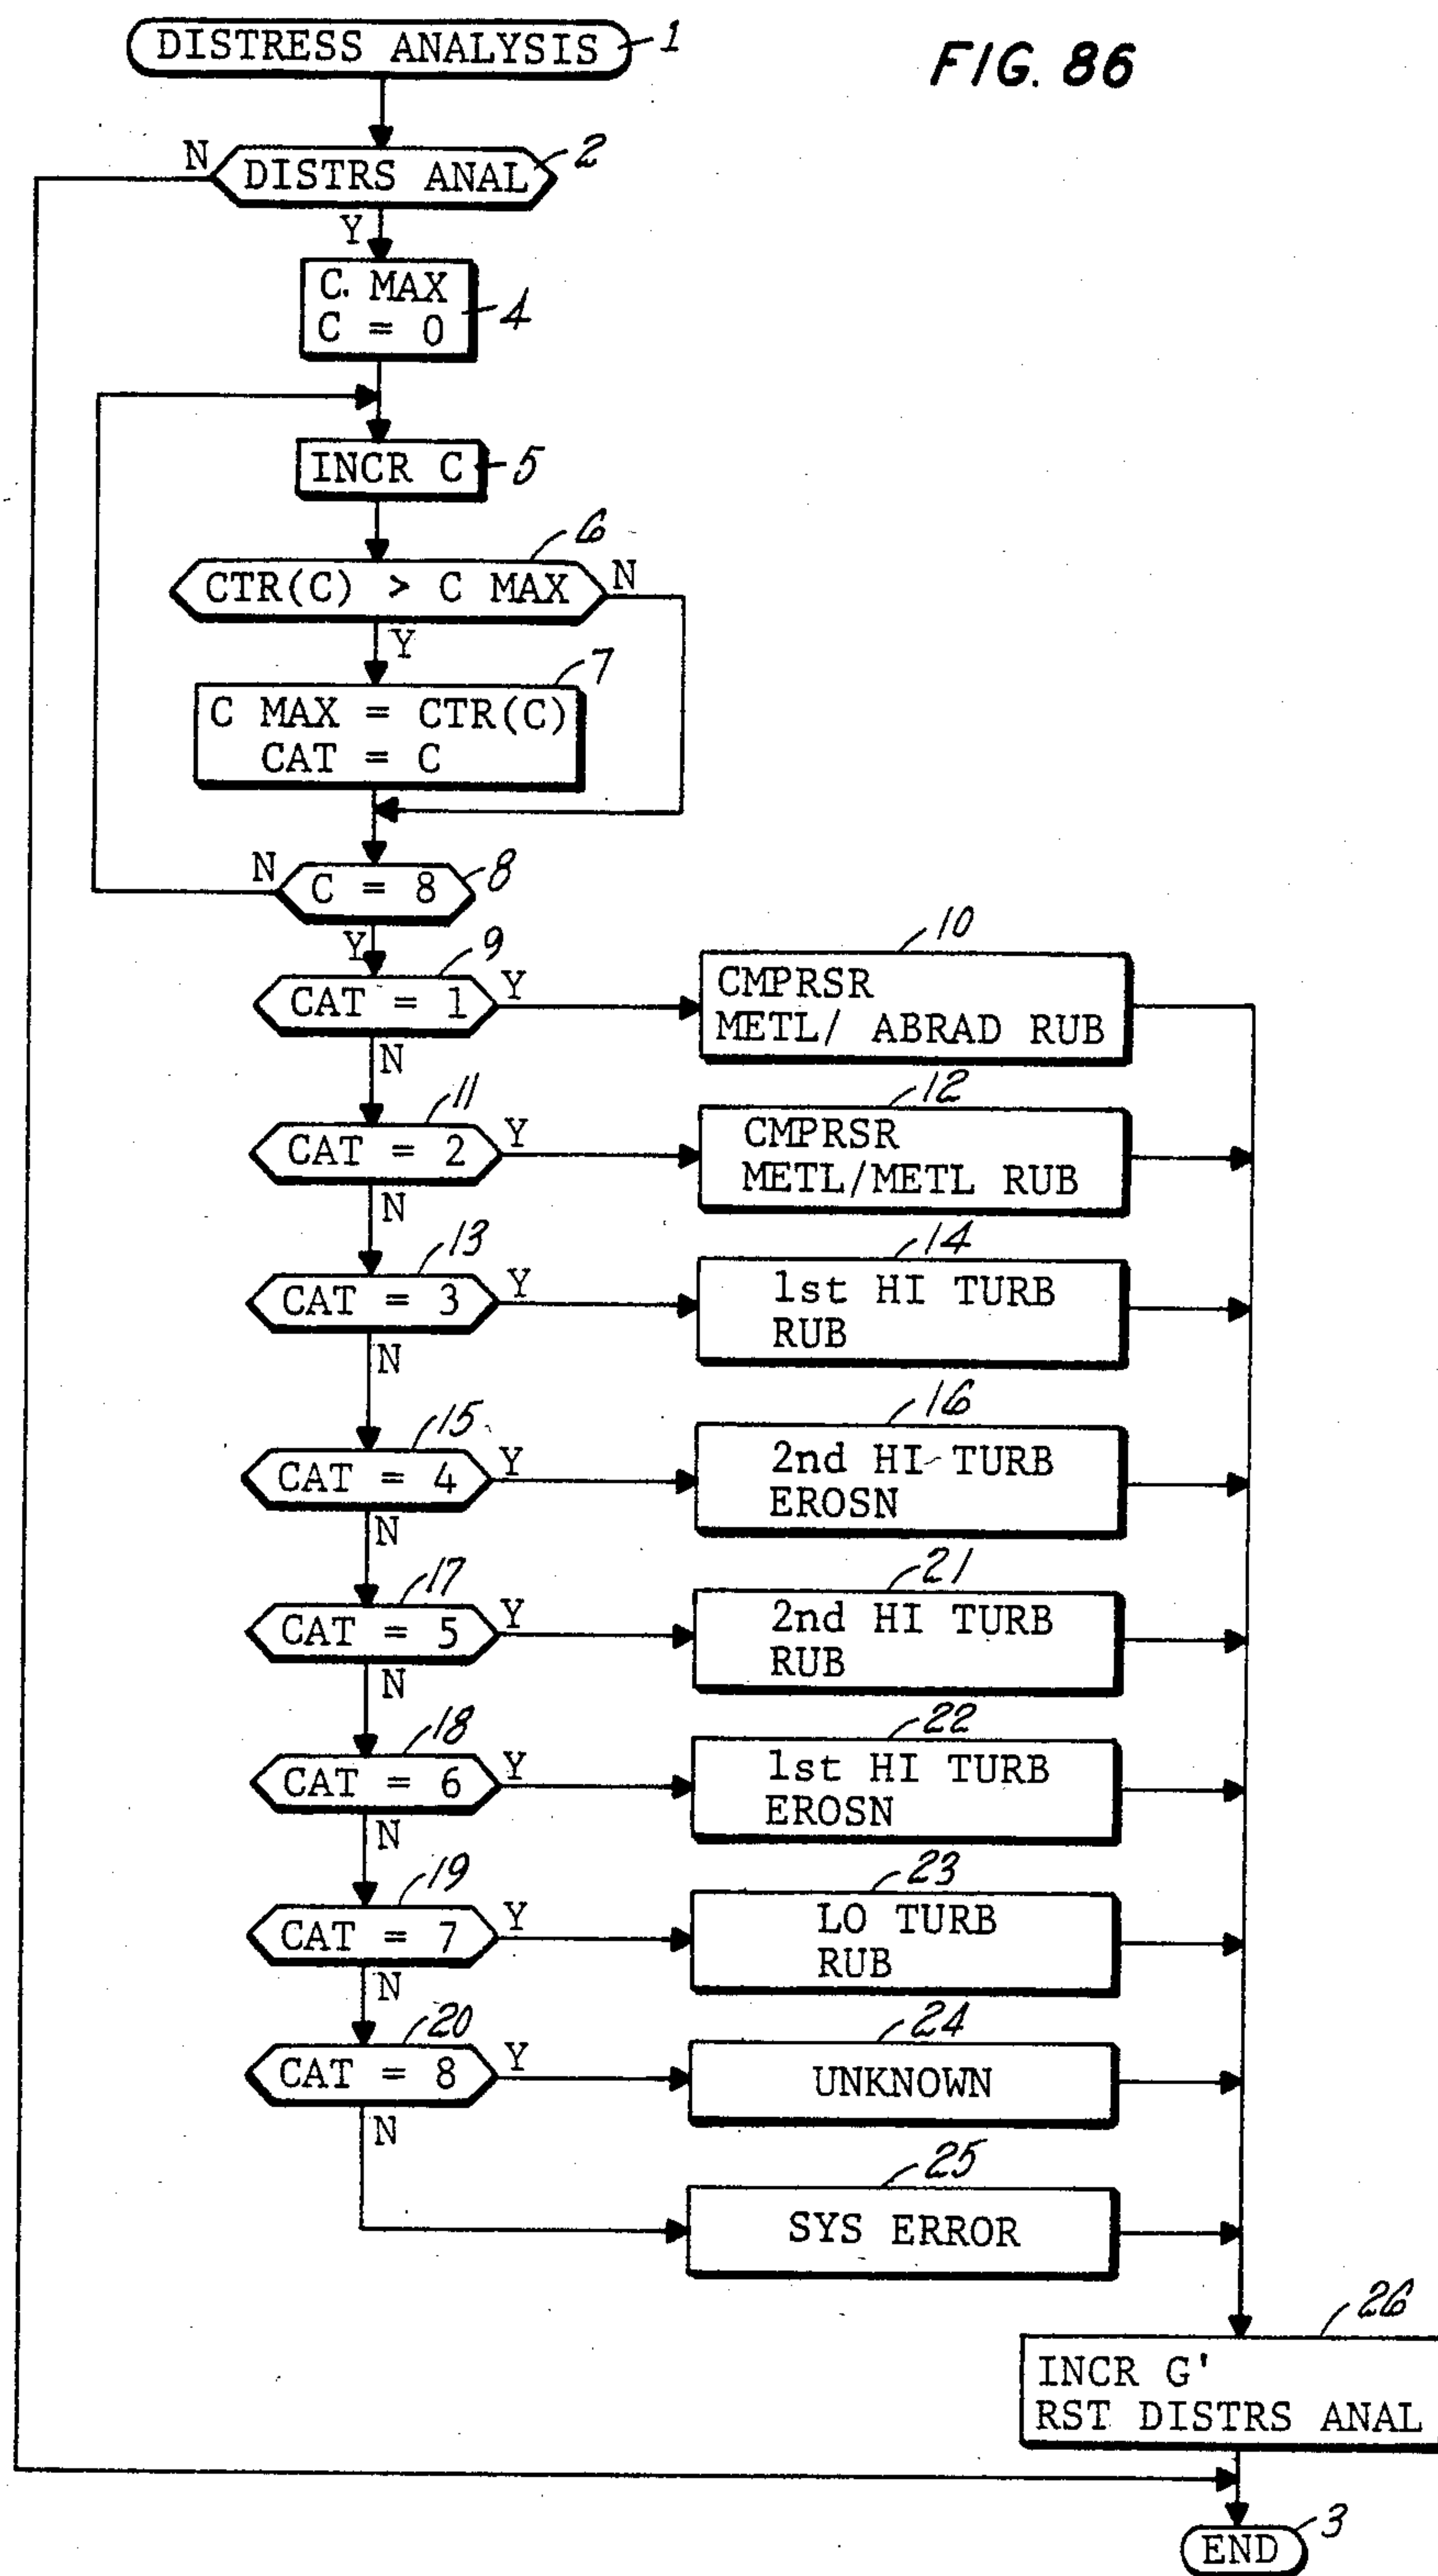 FIG. 86
DISTRESS ANALYSIS 1
N DISTRS ANAL 2
Y
C. MAX
C = 0 4
INCR C 5
6
CTR(C) > C MAX N
Y
7
C MAX = CTR(C)
CAT = C
N C = 8 8
Y
9
CAT = 1 Y
10
CMPRSR
METL/ ABRAD RUB
N
11
CAT = 2 Y
12
CMPRSR
METL/METL RUB
N
13
CAT = 3 Y
14
1st HI TURB
RUB
N
15
CAT = 4 Y
16
2nd HI TURB
EROSN
N
17
CAT = 5 Y
21
2nd HI TURB
RUB
N
18
CAT = 6 Y
22
1st HI TURB
EROSN
N
19
CAT = 7 Y
23
LO TURB
RUB
N
20
CAT = 8 Y
24
UNKNOWN
N
25
SYS ERROR
26
INCR G'
RST DISTRS ANAL
END 3